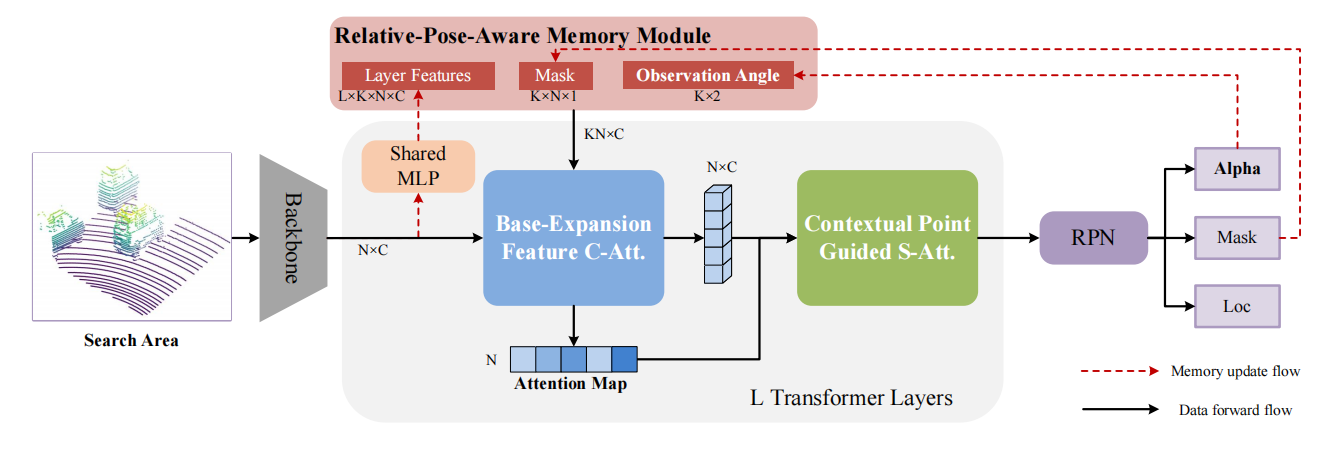 Relative-Pose-Aware Memory Module
Layer Features
Mask
Observation Angle
L×K×N×C
K×N×1
K×2
KN×C
Shared
MLP
N×C
Backbone
N×C
Base-Expansion
Feature C-Att.
Contextual Point
Guided S-Att.
RPN
Alpha
Mask
Loc
Search Area
N
Attention Map
L Transformer Layers
Memory update flow
Data forward flow